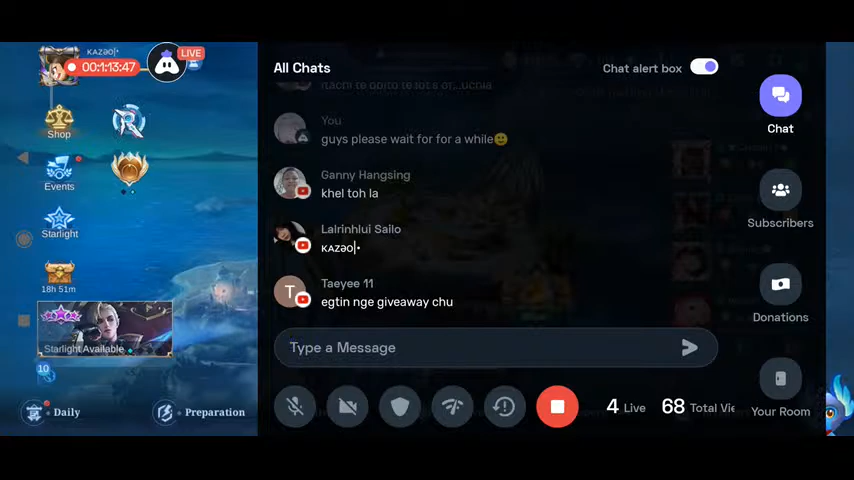 ᴋᴀᴢəᴏ|•
LIVE
00:1:13:47
Shop
Events
Starlight
18h 51m
Starlight Available
10
Daily
Preparation
All Chats
Chat alert box
You
guys please wait for for a while🙂
Ganny Hangsing
khel toh la
Lalrinhlui Sailo
ᴋᴀᴢəᴏ|•
T
Taeyee 11
egtin nge giveaway chu
Type a Message
4 Live
68 Total Vie
Chat
Subscribers
Donations
Your Room